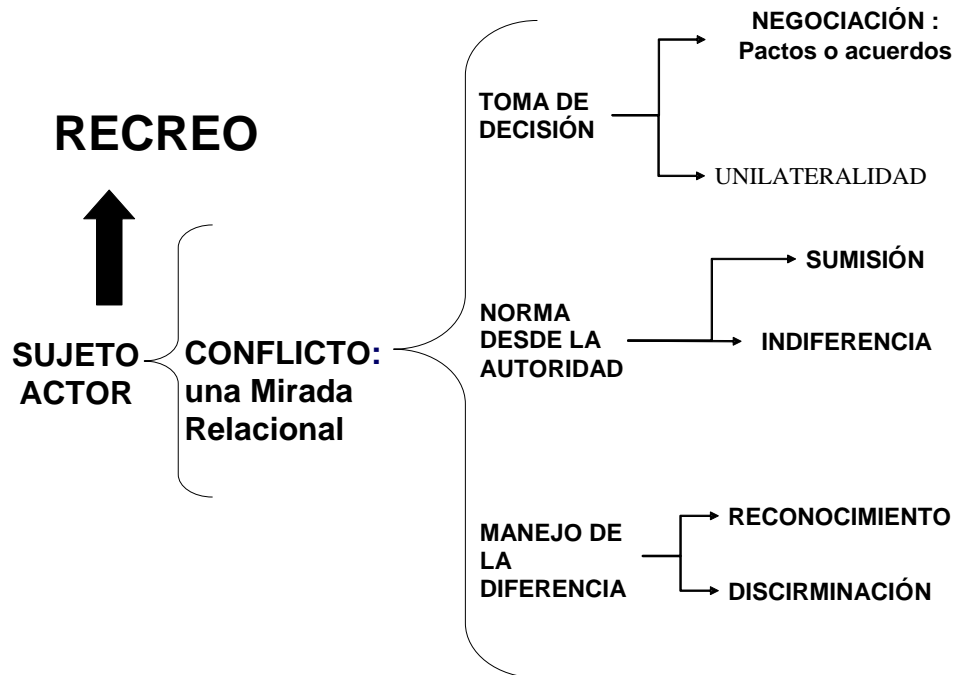 RECREO
SUJETO
ACTOR
CONFLICTO:
una Mirada
Relacional
TOMA DE
DECISIÓN
NEGOCIACIÓN :
Pactos o acuerdos
UNILATERALIDAD
NORMA
DESDE LA
AUTORIDAD
SUMISIÓN
INDIFERENCIA
MANEJO DE
LA
DIFERENCIA
RECONOCIMIENTO
DISCIRMINACIÓN